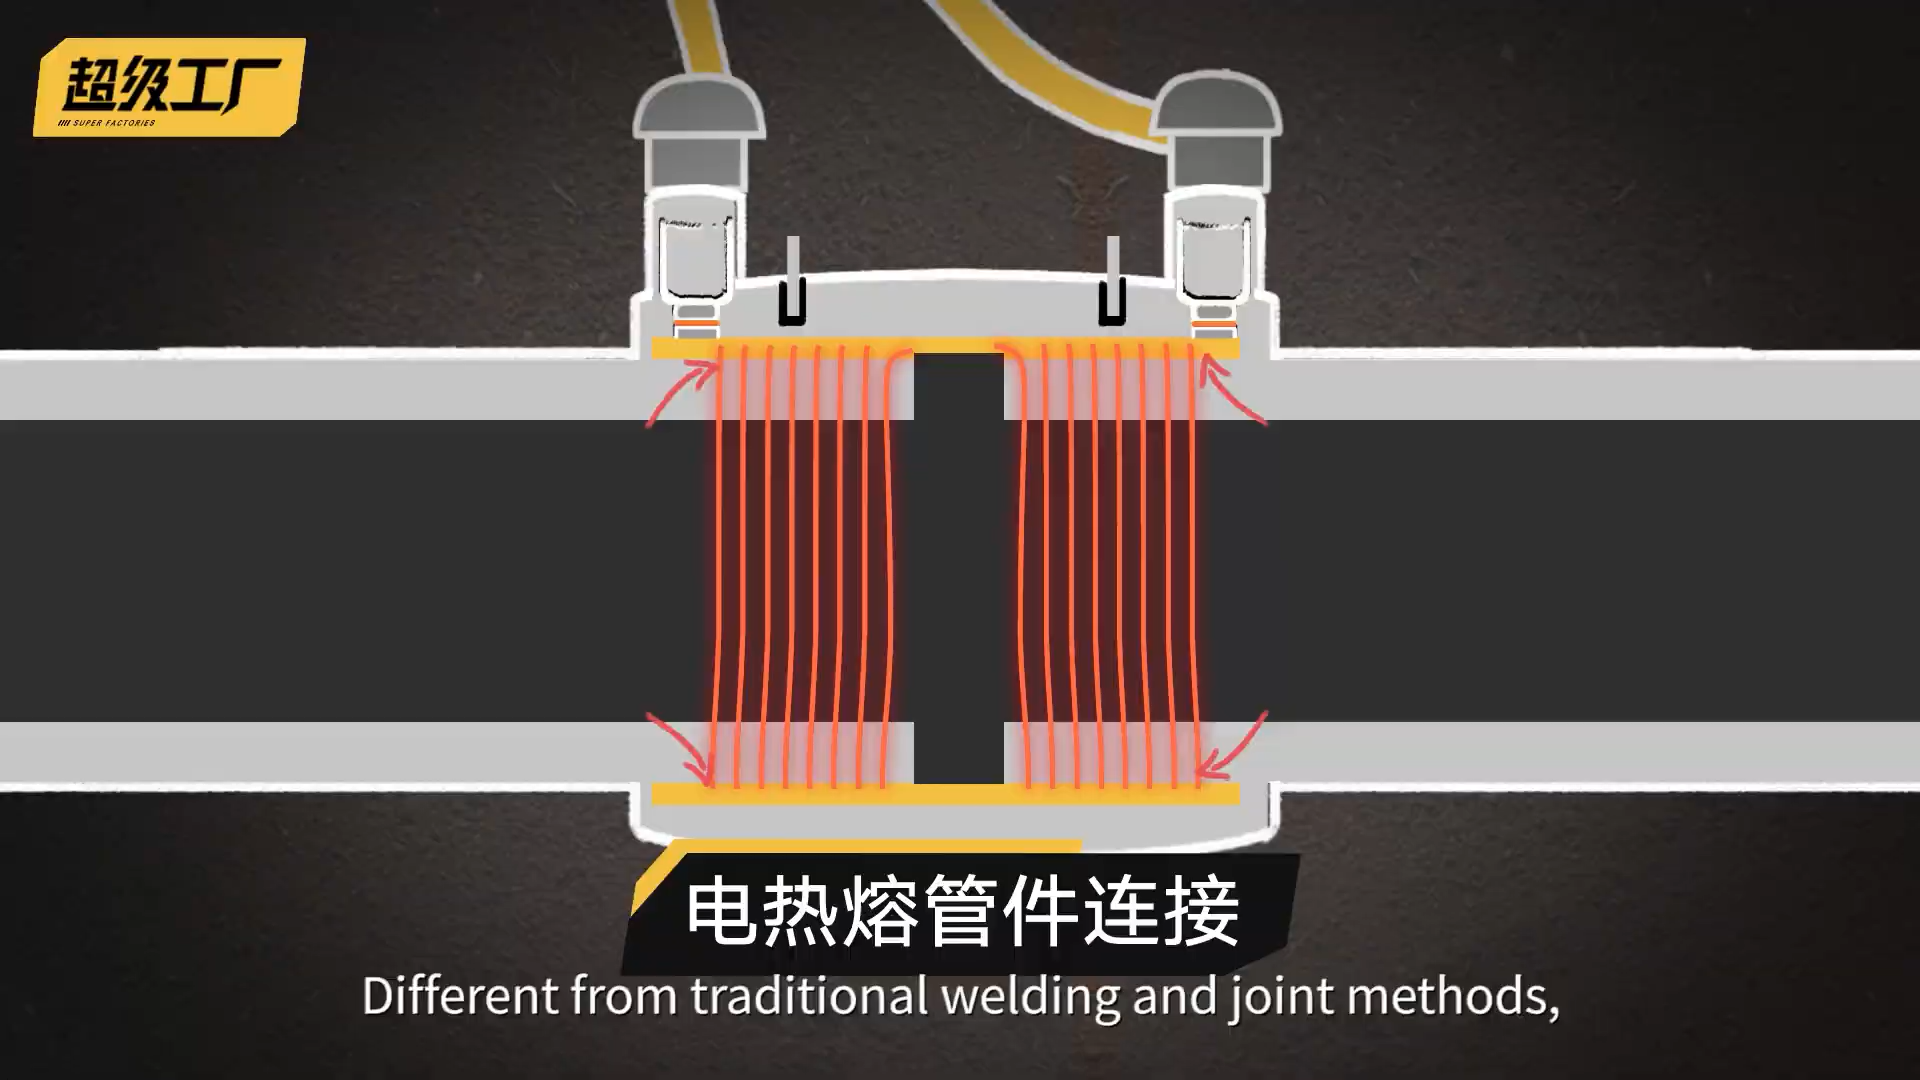 超级工厂
SUPER FACTORIES
电热熔管件连接
Different from traditional welding and joint methods,